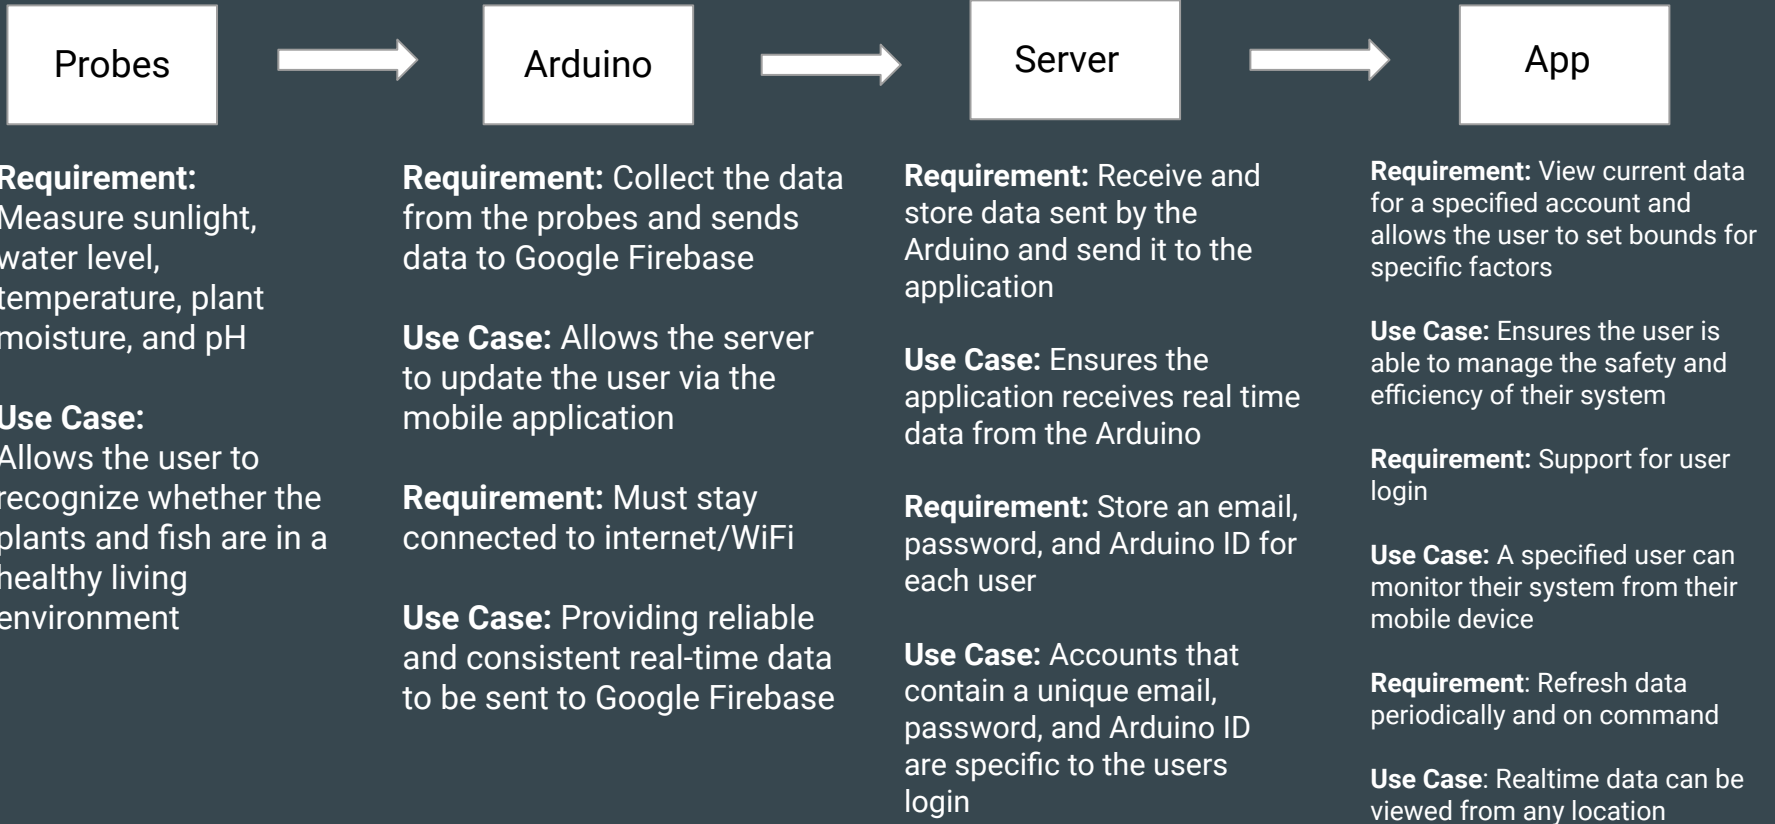 Probes
Arduino
Server
App
Requirement:
Measure sunlight,
water level,
temperature, plant
moisture, and pH
Use Case:
Allows the user to
recognize whether the
plants and fish are in a
healthy living
environment
Requirement: Collect the data
from the probes and sends
data to Google Firebase
Use Case: Allows the server
to update the user via the
mobile application
Requirement: Must stay
connected to internet/WiFi
Use Case: Providing reliable
and consistent real-time data
to be sent to Google Firebase
Requirement: Receive and
store data sent by the
Arduino and send it to the
application
Use Case: Ensures the
application receives real time
data from the Arduino
Requirement: Store an email,
password, and Arduino ID for
each user
Use Case: Accounts that
contain a unique email,
password, and Arduino ID
are specific to the users
login
Requirement: View current data
for a specified account and
allows the user to set bounds for
specific factors
Use Case: Ensures the user is
able to manage the safety and
efficiency of their system
Requirement: Support for user
login
Use Case: A specified user can
monitor their system from their
mobile device
Requirement: Refresh data
periodically and on command
Use Case: Realtime data can be
viewed from any location